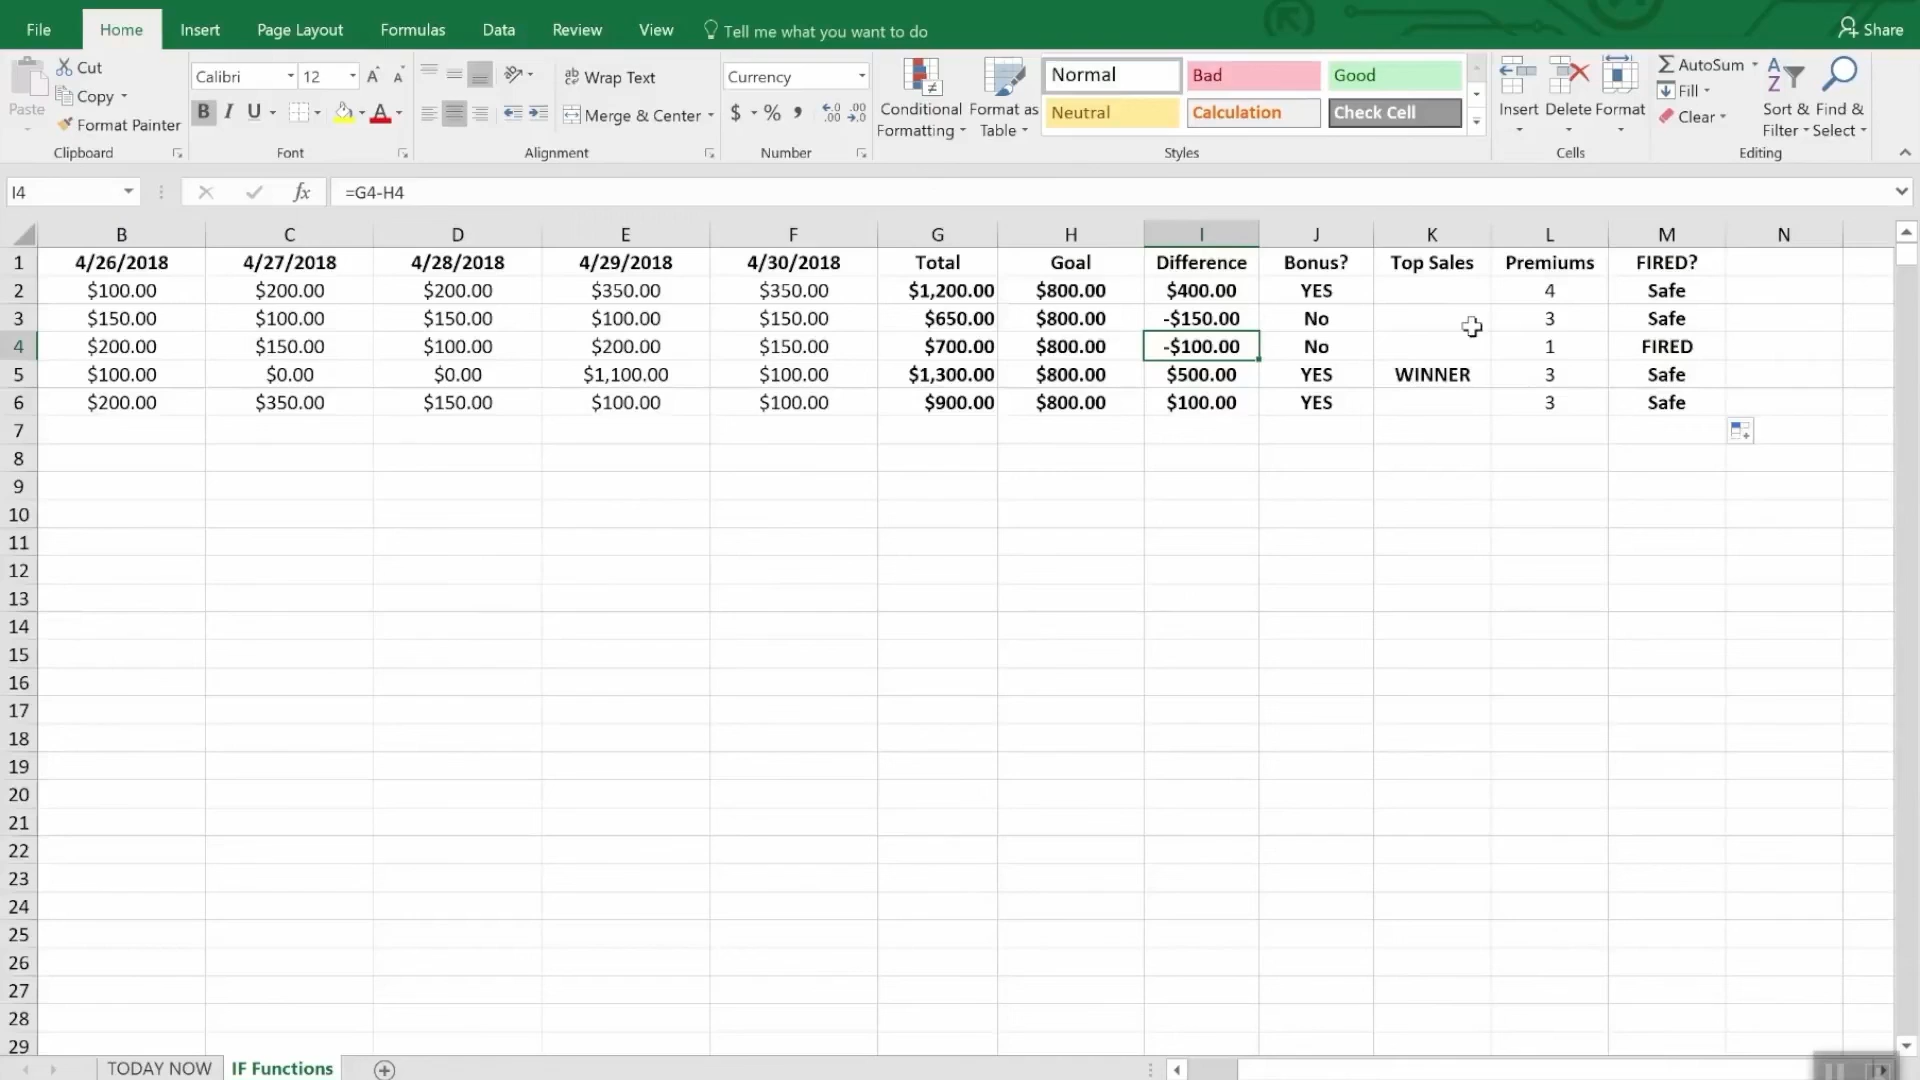 File Home Insert Page Layout Formulas Data Review View Tell me what you want to do Share
Paste Cut Copy Format Painter Clipboard
Calibri 12 A A B I U A Font
Wrap Text Merge & Center Alignment
Currency $ % , Number
Conditional Formatting Format as Table Normal Bad Good Neutral Calculation Check Cell Styles
Insert Delete Format Cells
AutoSum Fill Clear Sort & Filter Find & Select Editing
I4 fx =G4-H4
B C D E F G H I J K L M N
1 4/26/2018 4/27/2018 4/28/2018 4/29/2018 4/30/2018 Total Goal Difference Bonus? Top Sales Premiums FIRED?
2 $100.00 $200.00 $200.00 $350.00 $350.00 $1,200.00 $800.00 $400.00 YES 4 Safe
3 $150.00 $100.00 $150.00 $100.00 $150.00 $650.00 $800.00 -$150.00 No 3 Safe
4 $200.00 $150.00 $100.00 $200.00 $150.00 $700.00 $800.00 -$100.00 No 1 FIRED
5 $100.00 $0.00 $0.00 $1,100.00 $100.00 $1,300.00 $800.00 $500.00 YES WINNER 3 Safe
6 $200.00 $350.00 $150.00 $100.00 $100.00 $900.00 $800.00 $100.00 YES 3 Safe
7
8
9
10
11
12
13
14
15
16
17
18
19
20
21
22
23
24
25
26
27
28
29
TODAY NOW IF Functions